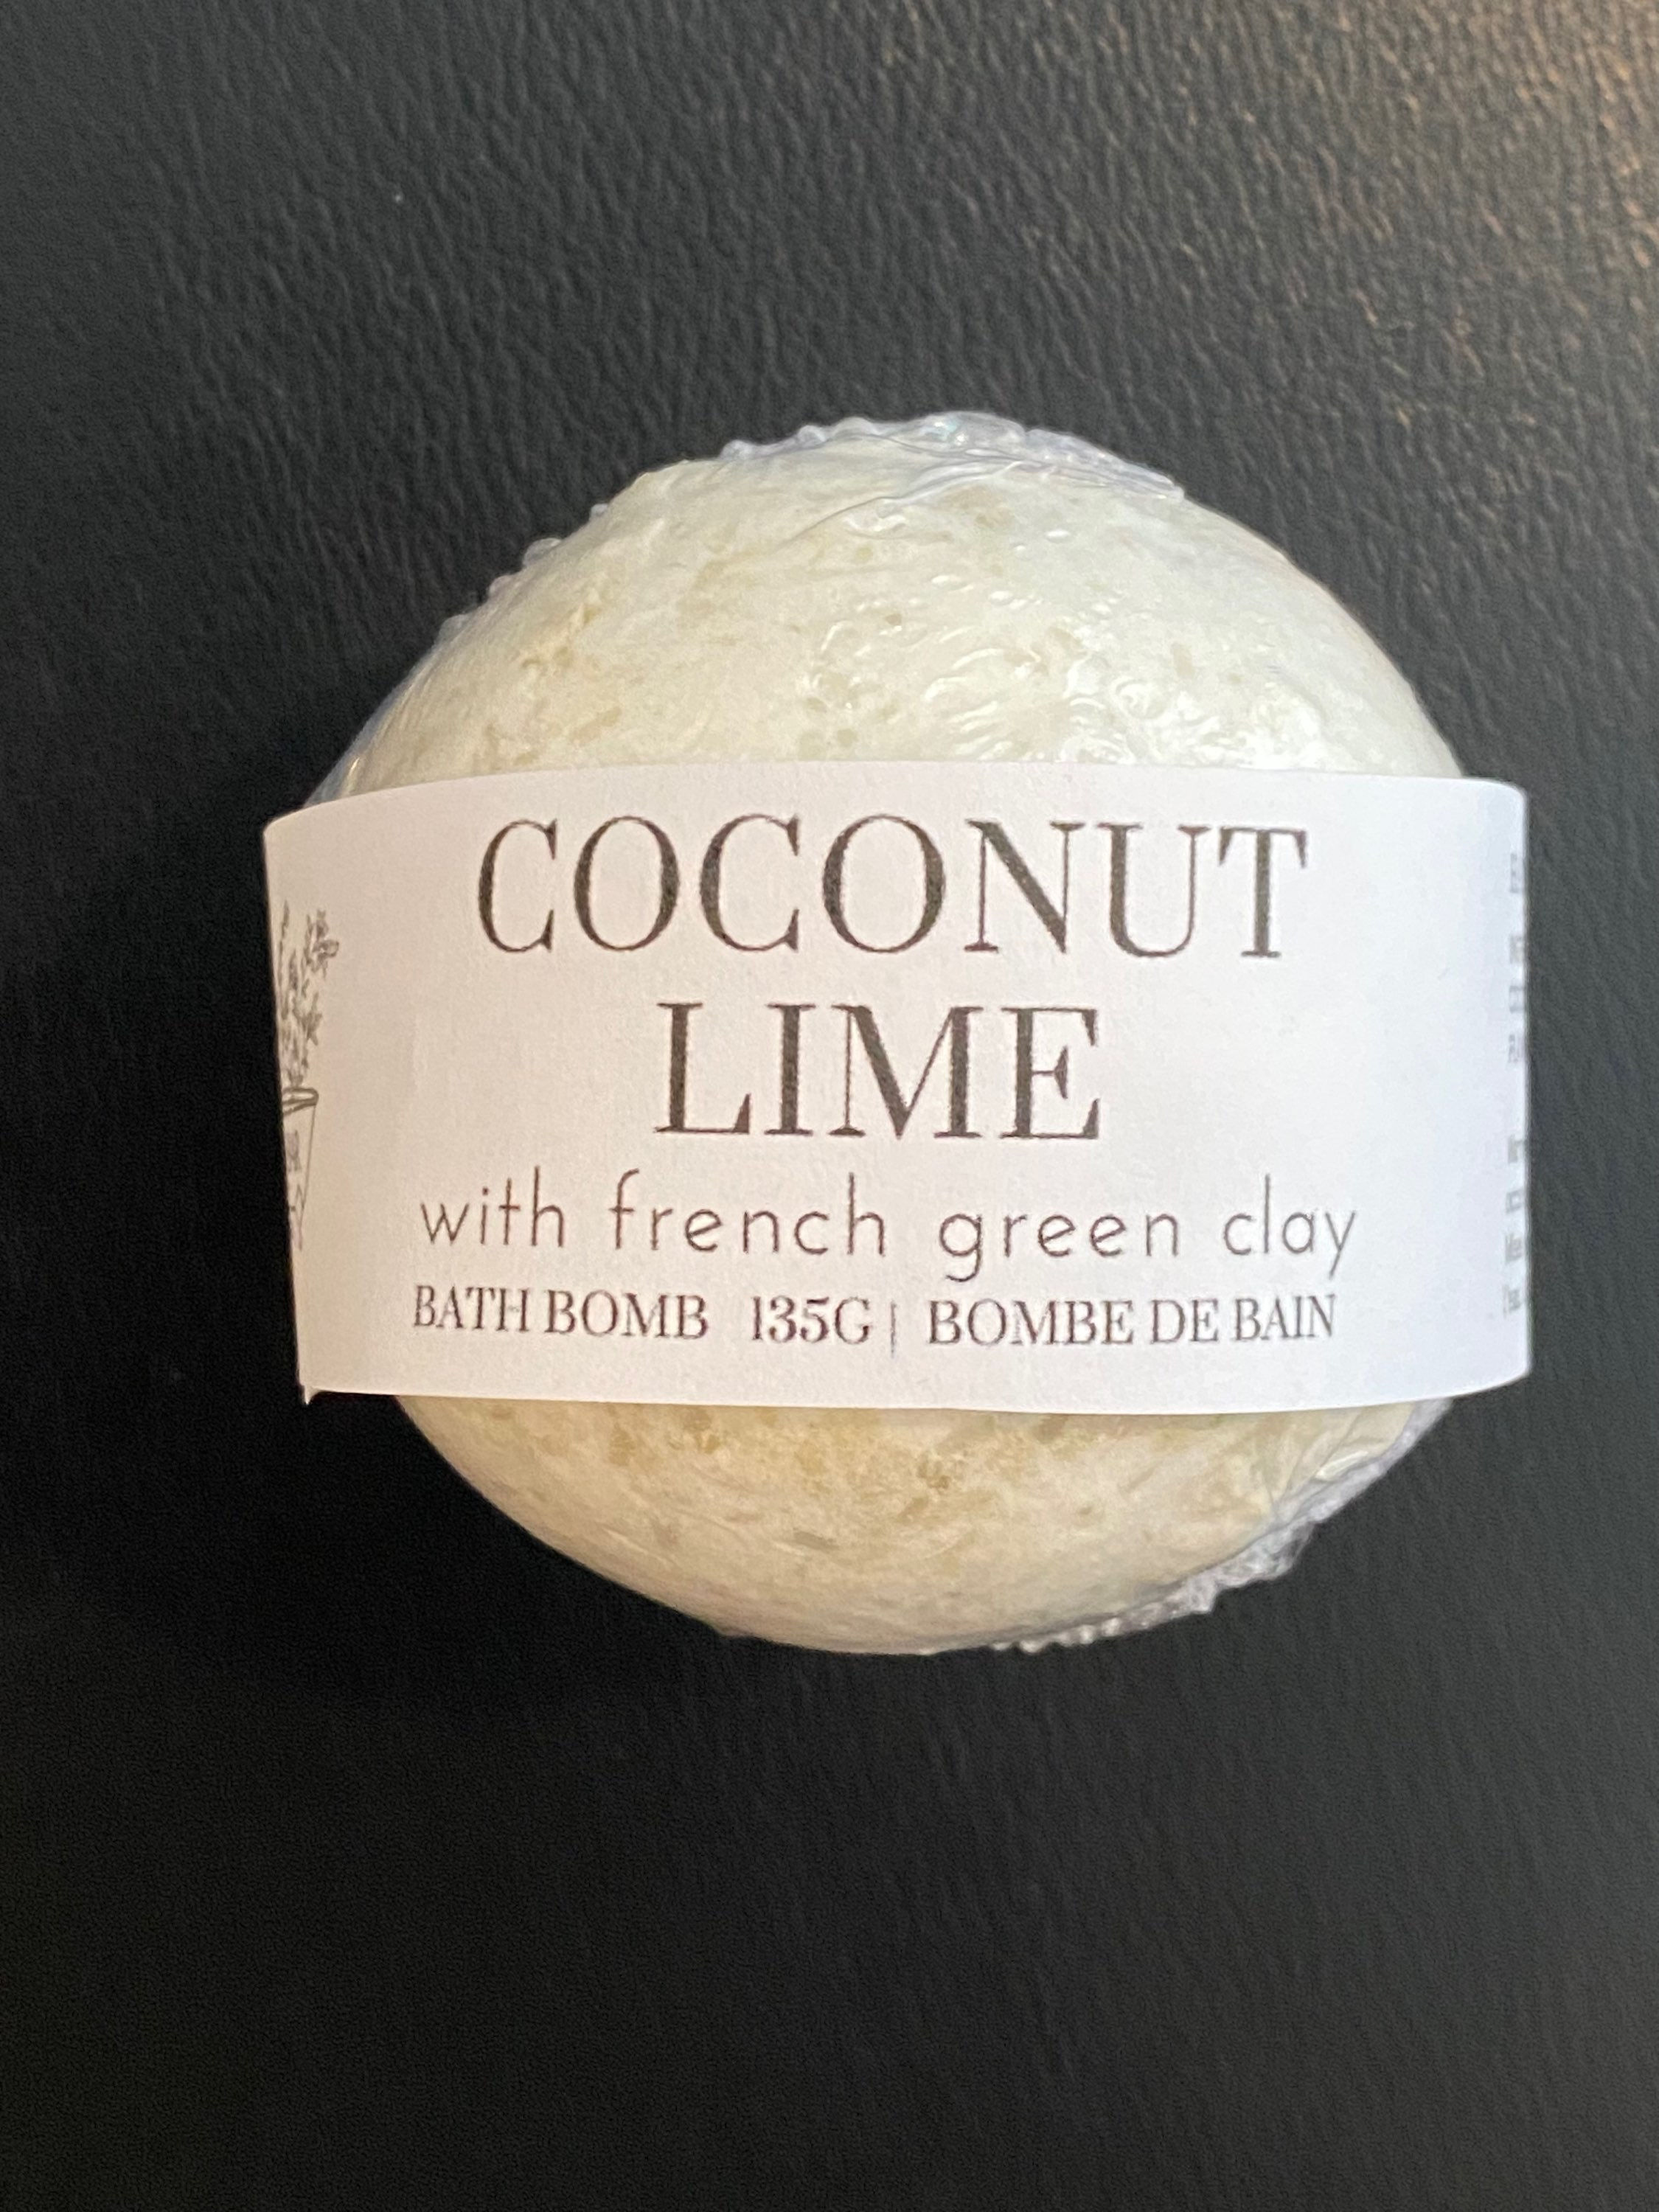 COCONUT
LIME
with french green clay
BATH BOMB 135G | BOMBE DE BAIN